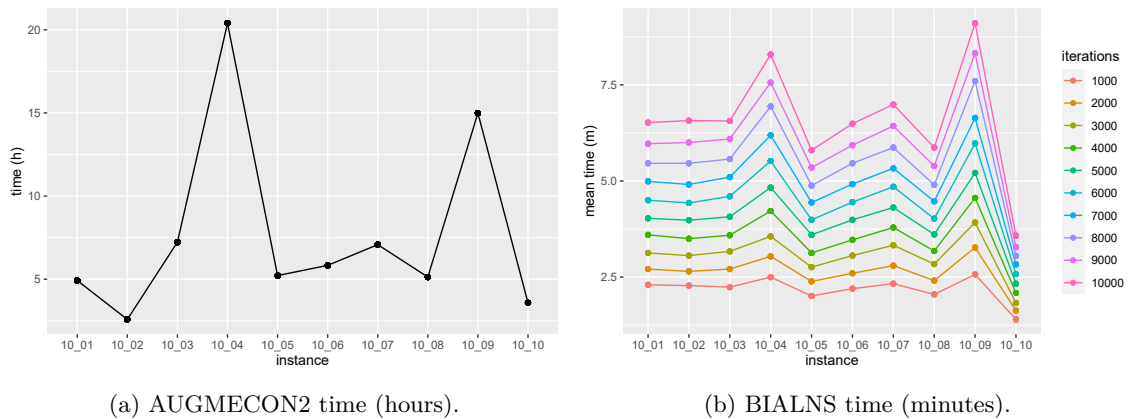 20
15
10
5
time (h)
10_01 10_02 10_03 10_04 10_05 10_06 10_07 10_08 10_09 10_10
instance
(a) AUGMECON2 time (hours).
7.5
5.0
2.5
mean time (m)
10_01 10_02 10_03 10_04 10_05 10_06 10_07 10_08 10_09 10_10
instance
iterations
1000
2000
3000
4000
5000
6000
7000
8000
9000
10000
(b) BIALNS time (minutes).